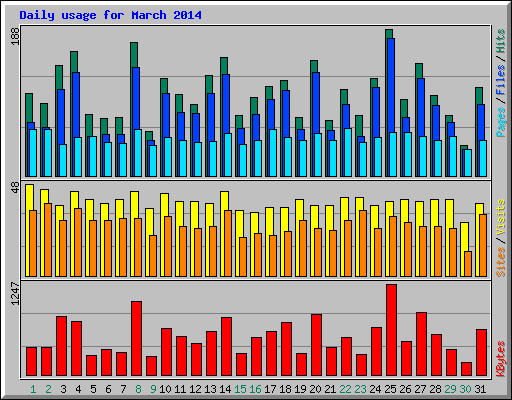 Daily usage for March 2014
188
Pages / Files / Hits
48
Sites / Visits
1247
KBytes
1 2 3 4 5 6 7 8 9 10 11 12 13 14 15 16 17 18 19 20 21 22 23 24 25 26 27 28 29 30 31